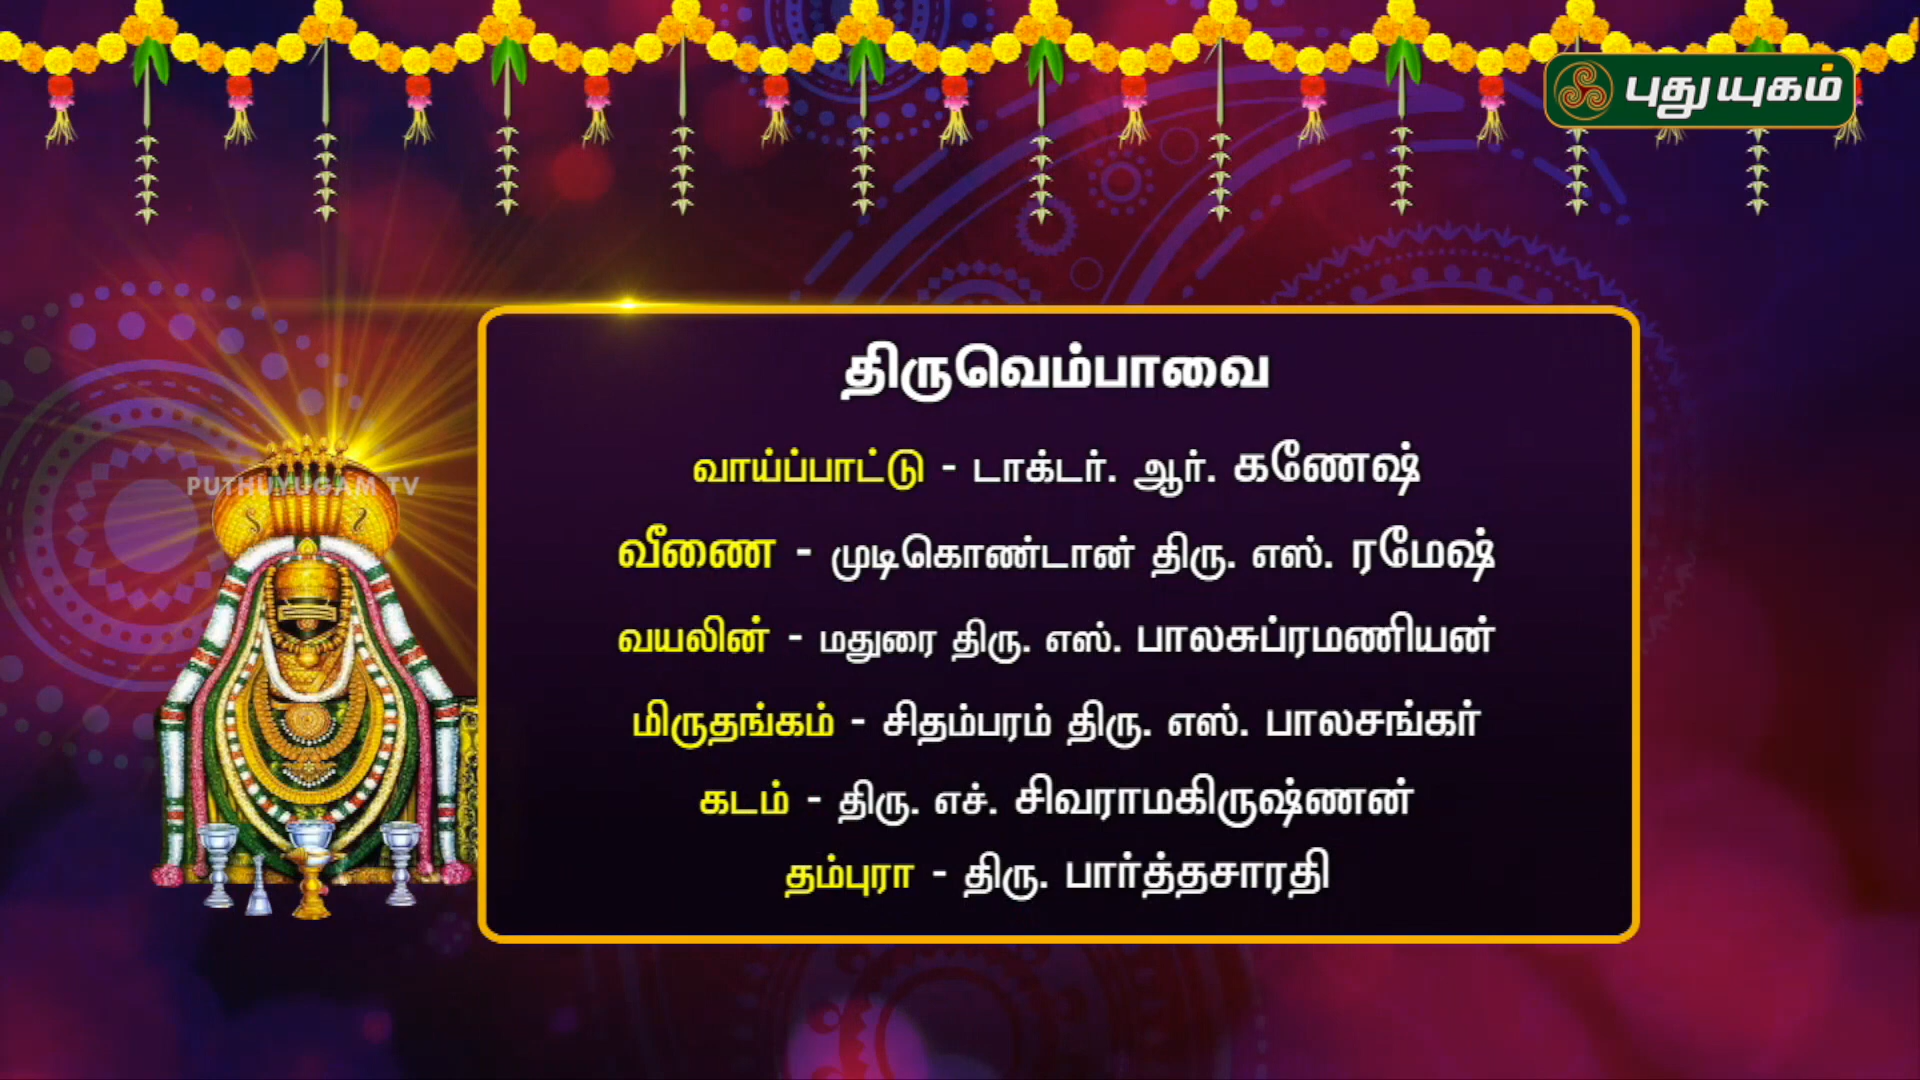 புதுயுகம்
திருவெம்பாவை
வாய்ப்பாட்டு - டாக்டர். ஆர். கணேஷ்
PUTHUYUGAM TV
வீணை - முடிகொண்டான் திரு. எஸ். ரமேஷ்
வயலின் - மதுரை திரு. எஸ். பாலசுப்ரமணியன்
மிருதங்கம் - சிதம்பரம் திரு. எஸ். பாலசங்கர்
கடம் - திரு. எச். சிவராமகிருஷ்ணன்
தம்புரா - திரு. பார்த்தசாரதி